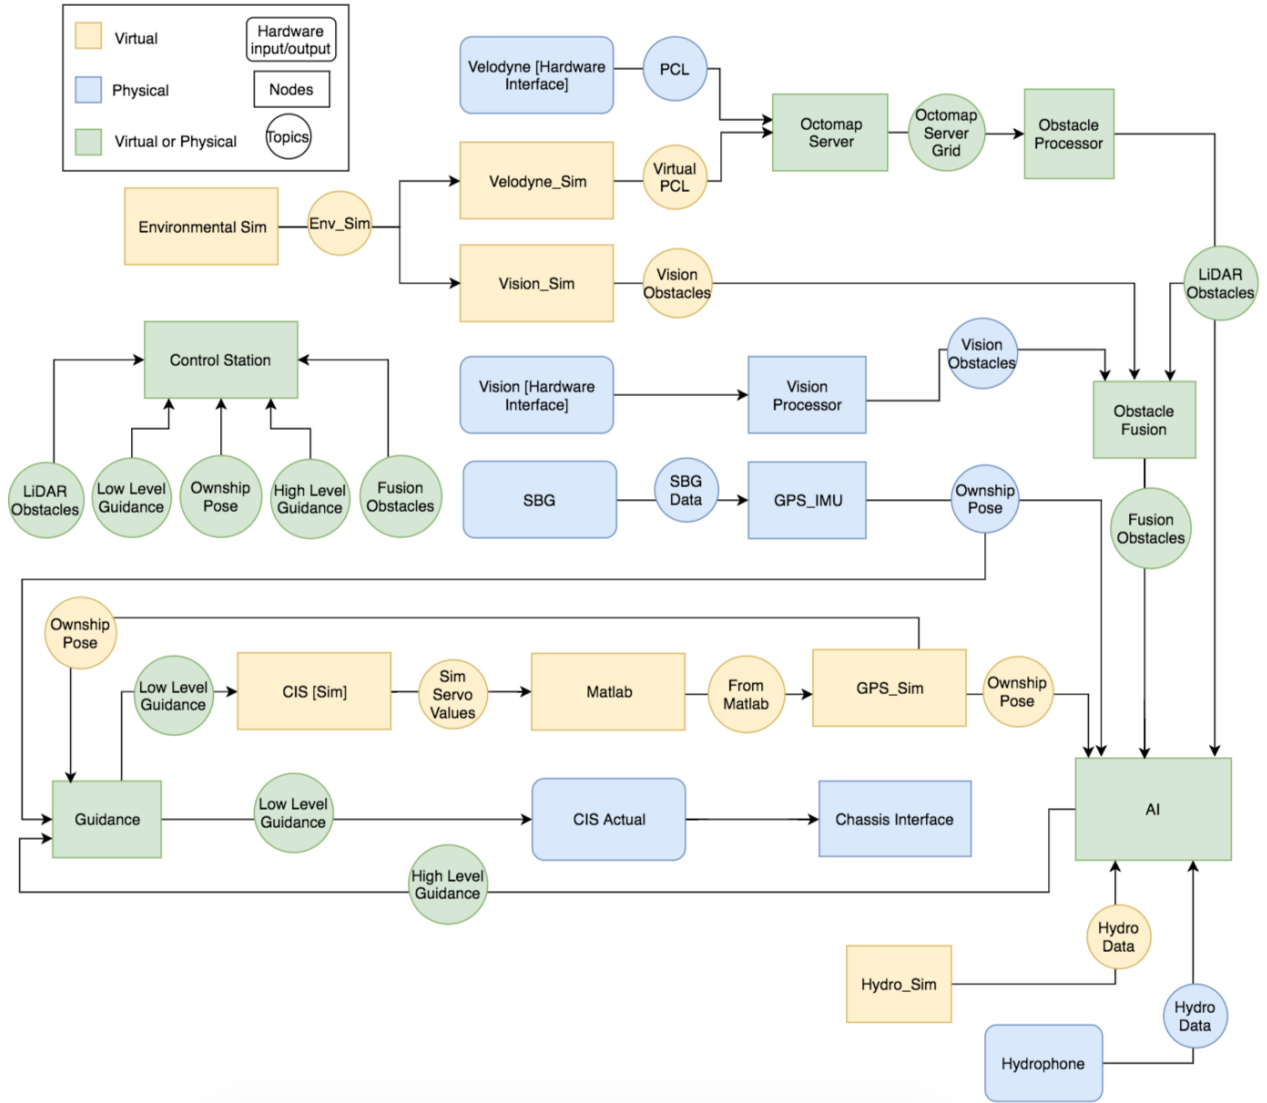 Virtual
Hardware
input/output
Physical
Nodes
Virtual or Physical
Topics
Velodyne [Hardware
Interface]
PCL
Octomap
Server
Octomap
Server
Grid
Obstacle
Processor
Velodyne_Sim
Virtual
PCL
Environmental Sim
Env_Sim
Vision_Sim
Vision
Obstacles
LiDAR
Obstacles
Control Station
Vision [Hardware
Interface]
Vision
Processor
Vision
Obstacles
Obstacle
Fusion
LiDAR
Obstacles
Low Level
Guidance
Ownship
Pose
High Level
Guidance
Fusion
Obstacles
SBG
SBG
Data
GPS_IMU
Ownship
Pose
Fusion
Obstacles
Ownship
Pose
Low Level
Guidance
CIS [Sim]
Sim
Servo
Values
Matlab
From
Matlab
GPS_Sim
Ownship
Pose
Guidance
Low Level
Guidance
CIS Actual
Chassis Interface
AI
High Level
Guidance
Hydro
Data
Hydro_Sim
Hydro
Data
Hydrophone